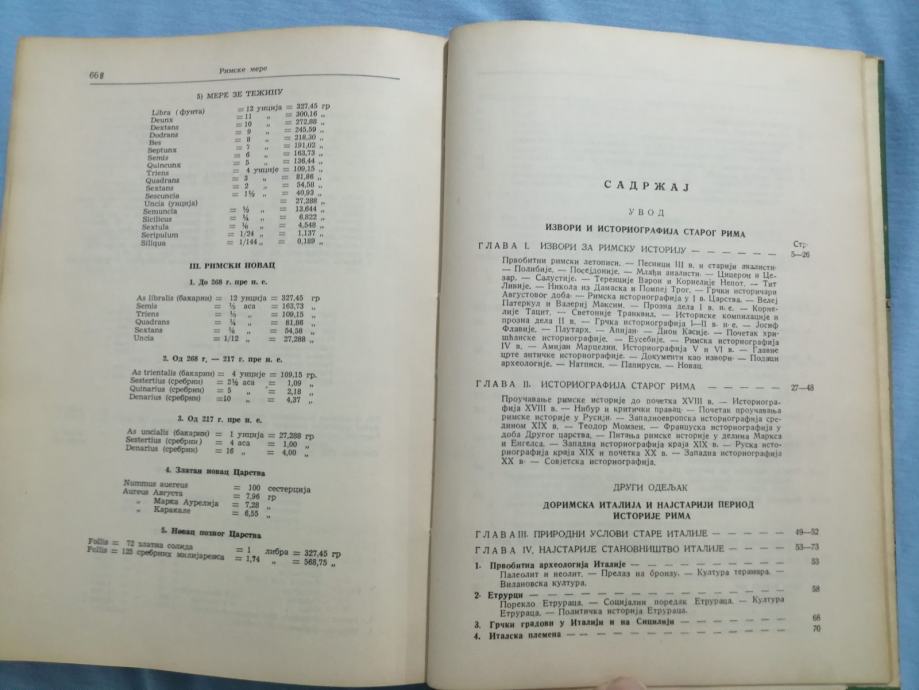 668
Римске мере
5) МЕРЕ ЗЕ ТЕЖИНУ
Libra (фунта) = 12 унција = 327,45 гр
Deunx = 11 „ = 300,16 „
Dextans = 10 „ = 272,88 „
Dodrans = 9 „ = 245,59 „
Bes = 8 „ = 218,30 „
Septunx = 7 „ = 191,02 „
Semis = 6 „ = 163,73 „
Quincunx = 5 „ = 136,44 „
Triens = 4 унције = 109,15 „
Quadrans = 3 „ = 81,86 „
Sextans = 2 „ = 54,58 „
Sescuncia = 1½ „ = 40,93 „
Uncia (унција) = 27,288 „
Semuncia = ½ „ = 13,644 „
Sicilicus = ¼ „ = 6,822 „
Sextula = ⅙ „ = 4,548 „
Seripulum = 1/24 „ = 1,137 „
Siliqua = 1/144 „ = 0,189 „
III. РИМСКИ НОВАЦ
1. До 268 г. пре н. е.
As libralis (бакарни) = 12 унција = 327,45 гр
Semis = ½ аса = 163,73 „
Triens = ⅓ „ = 109,15 „
Quadrans = ¼ „ = 81,86 „
Sextans = ⅙ „ = 54,58 „
Uncia = 1/12 „ = 27,288 „
2. Од 268 г, — 217 г. пре н. е.
As trientalis (бакарни) = 4 унције = 109,15 гр.
Sestertius (сребрни) = 2½ аса = 1,09 „
Quinarius (сребрни) = 5 „ = 2,18 „
Denarius (сребрни) =10 „ = 4,37 „
3. Од 217 г. пре н. е.
As uncialis (бакарни) = 1 унција = 27,288 гр
Sestertius (сребрни) = 4 аса = 1,00 „
Denarius (сребрни) = 16 „ = 4,00 „
4. Златан новац Царства
Nummus auereus = 100 сестерција
Aureus Августа = 7,96 гр
„ Марка Аурелија = 7,28 „
„ Каракале = 6,55 „
5. Новац позног Царства
Follis = 72 златна солида = 1 либра = 327,45 гр
Follis = 125 сребрних милијаренса = 1,74 „ = 568,75 „
САДРЖАЈ
УВОД
ИЗВОРИ И ИСТОРИОГРАФИЈА СТАРОГ РИМА
Стр.
ГЛАВА I. ИЗВОРИ ЗА РИМСКУ ИСТОРИЈУ — — — — — 5—26
Првобитни римски летописи. — Песници III в. и старији аналисти.
— Полибије. — Посејдоније. — Млађи аналисти. — Цицерон и Це-
зар. — Салустије. — Теренције Варон и Корнелије Непот. — Тит
Ливије. — Никола из Дамаска и Помпеј Трог. — Грчки историчари
Августовог доба. — Римска историографија у I в. Царства. — Велеј
Патеркул и Валериј Максим. — Прозна дела I в. н е. — Корне-
лије Тацит. — Светоније Транквил. — Историске компилације и
прозна дела II в. — Грчка историографија I—II в. н е. — Јосиф
Флавије. — Плутарх. — Апијан. — Дион Касије. — Почетак хри-
шћанске историографије. — Еусебије. — Римска историографија
IV в. — Амијан Марцелин, Историографија V и VI в. — Главне
црте античке историографије. — Документи као извори. — Подаци
археологије. — Натписи. — Папируси. — Новац.
ГЛАВА II. ИСТОРИОГРАФИЈА СТАРОГ РИМА — — — — — 27—48
Проучавање римске историје до почетка XVIII в. — Историогра-
фија XVIII в. — Нибур и критички правац. — Почетак проучавања
римске историје у Русији. — Западноевропска историографија сре-
дином XIX в. — Теодор Момзен. — Француска историографија у
доба Другог царства. — Питања римске историје у делима Маркса
и Енгелса. — Западна историографија краја XIX в. — Руска исто-
риографија краја XIX и почетка XX в. — Западна историографија
XX в. — Совјетска историографија.
ДРУГИ ОДЕЉАК
ДОРИМСКА ИТАЛИЈА И НАЈСТАРИЈИ ПЕРИОД
ИСТОРИЈЕ РИМА
ГЛАВА III. ПРИРОДНИ УСЛОВИ СТАРЕ ИТАЛИЈЕ — — — — 49—52
ГЛАВА IV. НАЈСТАРИЈЕ СТАНОВНИШТВО ИТАЛИЈЕ — — — 53—73
1. Првобитна археологија Италије — — — — — — — — 53
Палеолит и неолит. — Прелаз на бронзу. — Култура терамара. —
Вилановска култура.
2. Етрурци — — — — — — — — — — — — 58
Порекло Етрураца. — Социјални поредак Етрураца. — Култура
Етрураца. — Политичка историја Етрураца.
3. Грчки градови у Италији и на Сицилији — — — — — — 68
4. Италска племена — — — — — — — — — — — 70